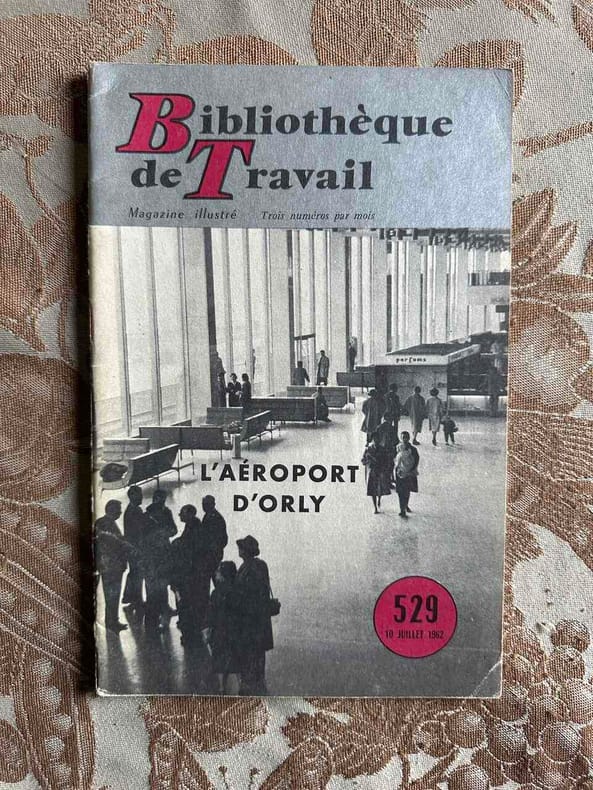 Bibliothèque
de Travail
Magazine illustré Trois numéros par mois
parfums
L'AÉROPORT
D'ORLY
529
10 JUILLET 1962